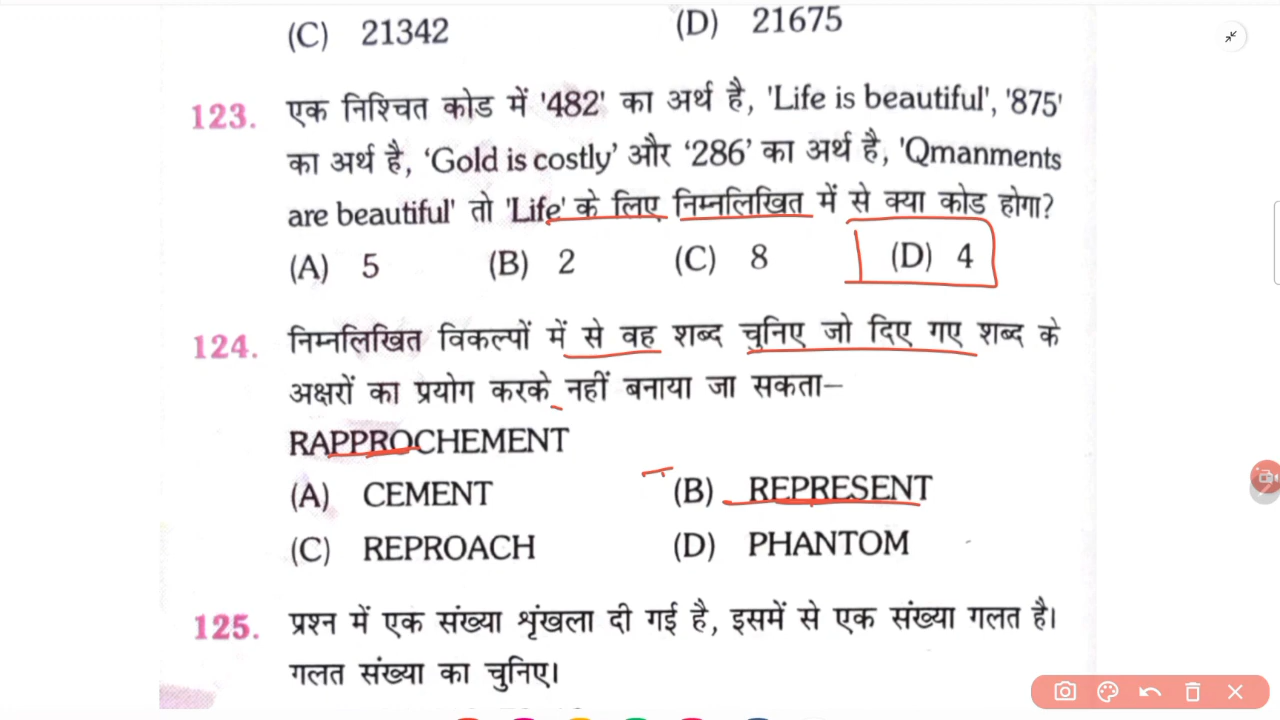 (C) 21342 (D) 21675
123. एक निश्चित कोड में '482' का अर्थ है, 'Life is beautiful', '875'
का अर्थ है, ‘Gold is costly’ और ‘286’ का अर्थ है, 'Qmanments
are beautiful' तो 'Life' के लिए निम्नलिखित में से क्या कोड होगा?
(A) 5 (B) 2 (C) 8 (D) 4
124. निम्नलिखित विकल्पों में से वह शब्द चुनिए जो दिए गए शब्द के
अक्षरों का प्रयोग करके नहीं बनाया जा सकता–
RAPPROCHEMENT
(A) CEMENT (B) REPRESENT
(C) REPROACH (D) PHANTOM
125. प्रश्न में एक संख्या शृंखला दी गई है, इसमें से एक संख्या गलत है।
गलत संख्या का चुनिए।